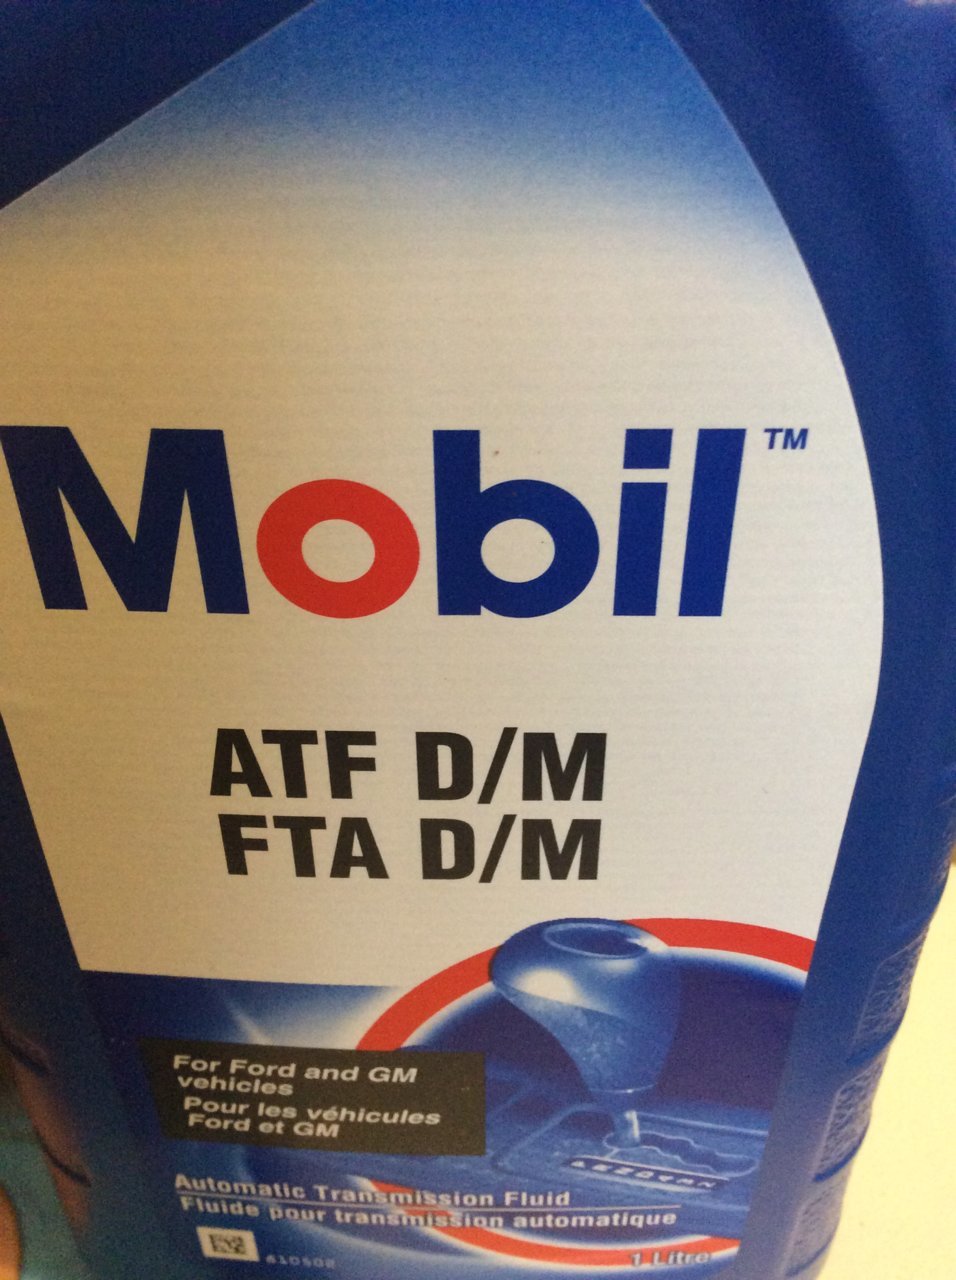 Mobil™
ATF D/M
FTA D/M
For Ford and GM
vehicles
Pour les véhicules
Ford et GM
Automatic Transmission Fluid
Fluide pour transmission automatique
1 Litre